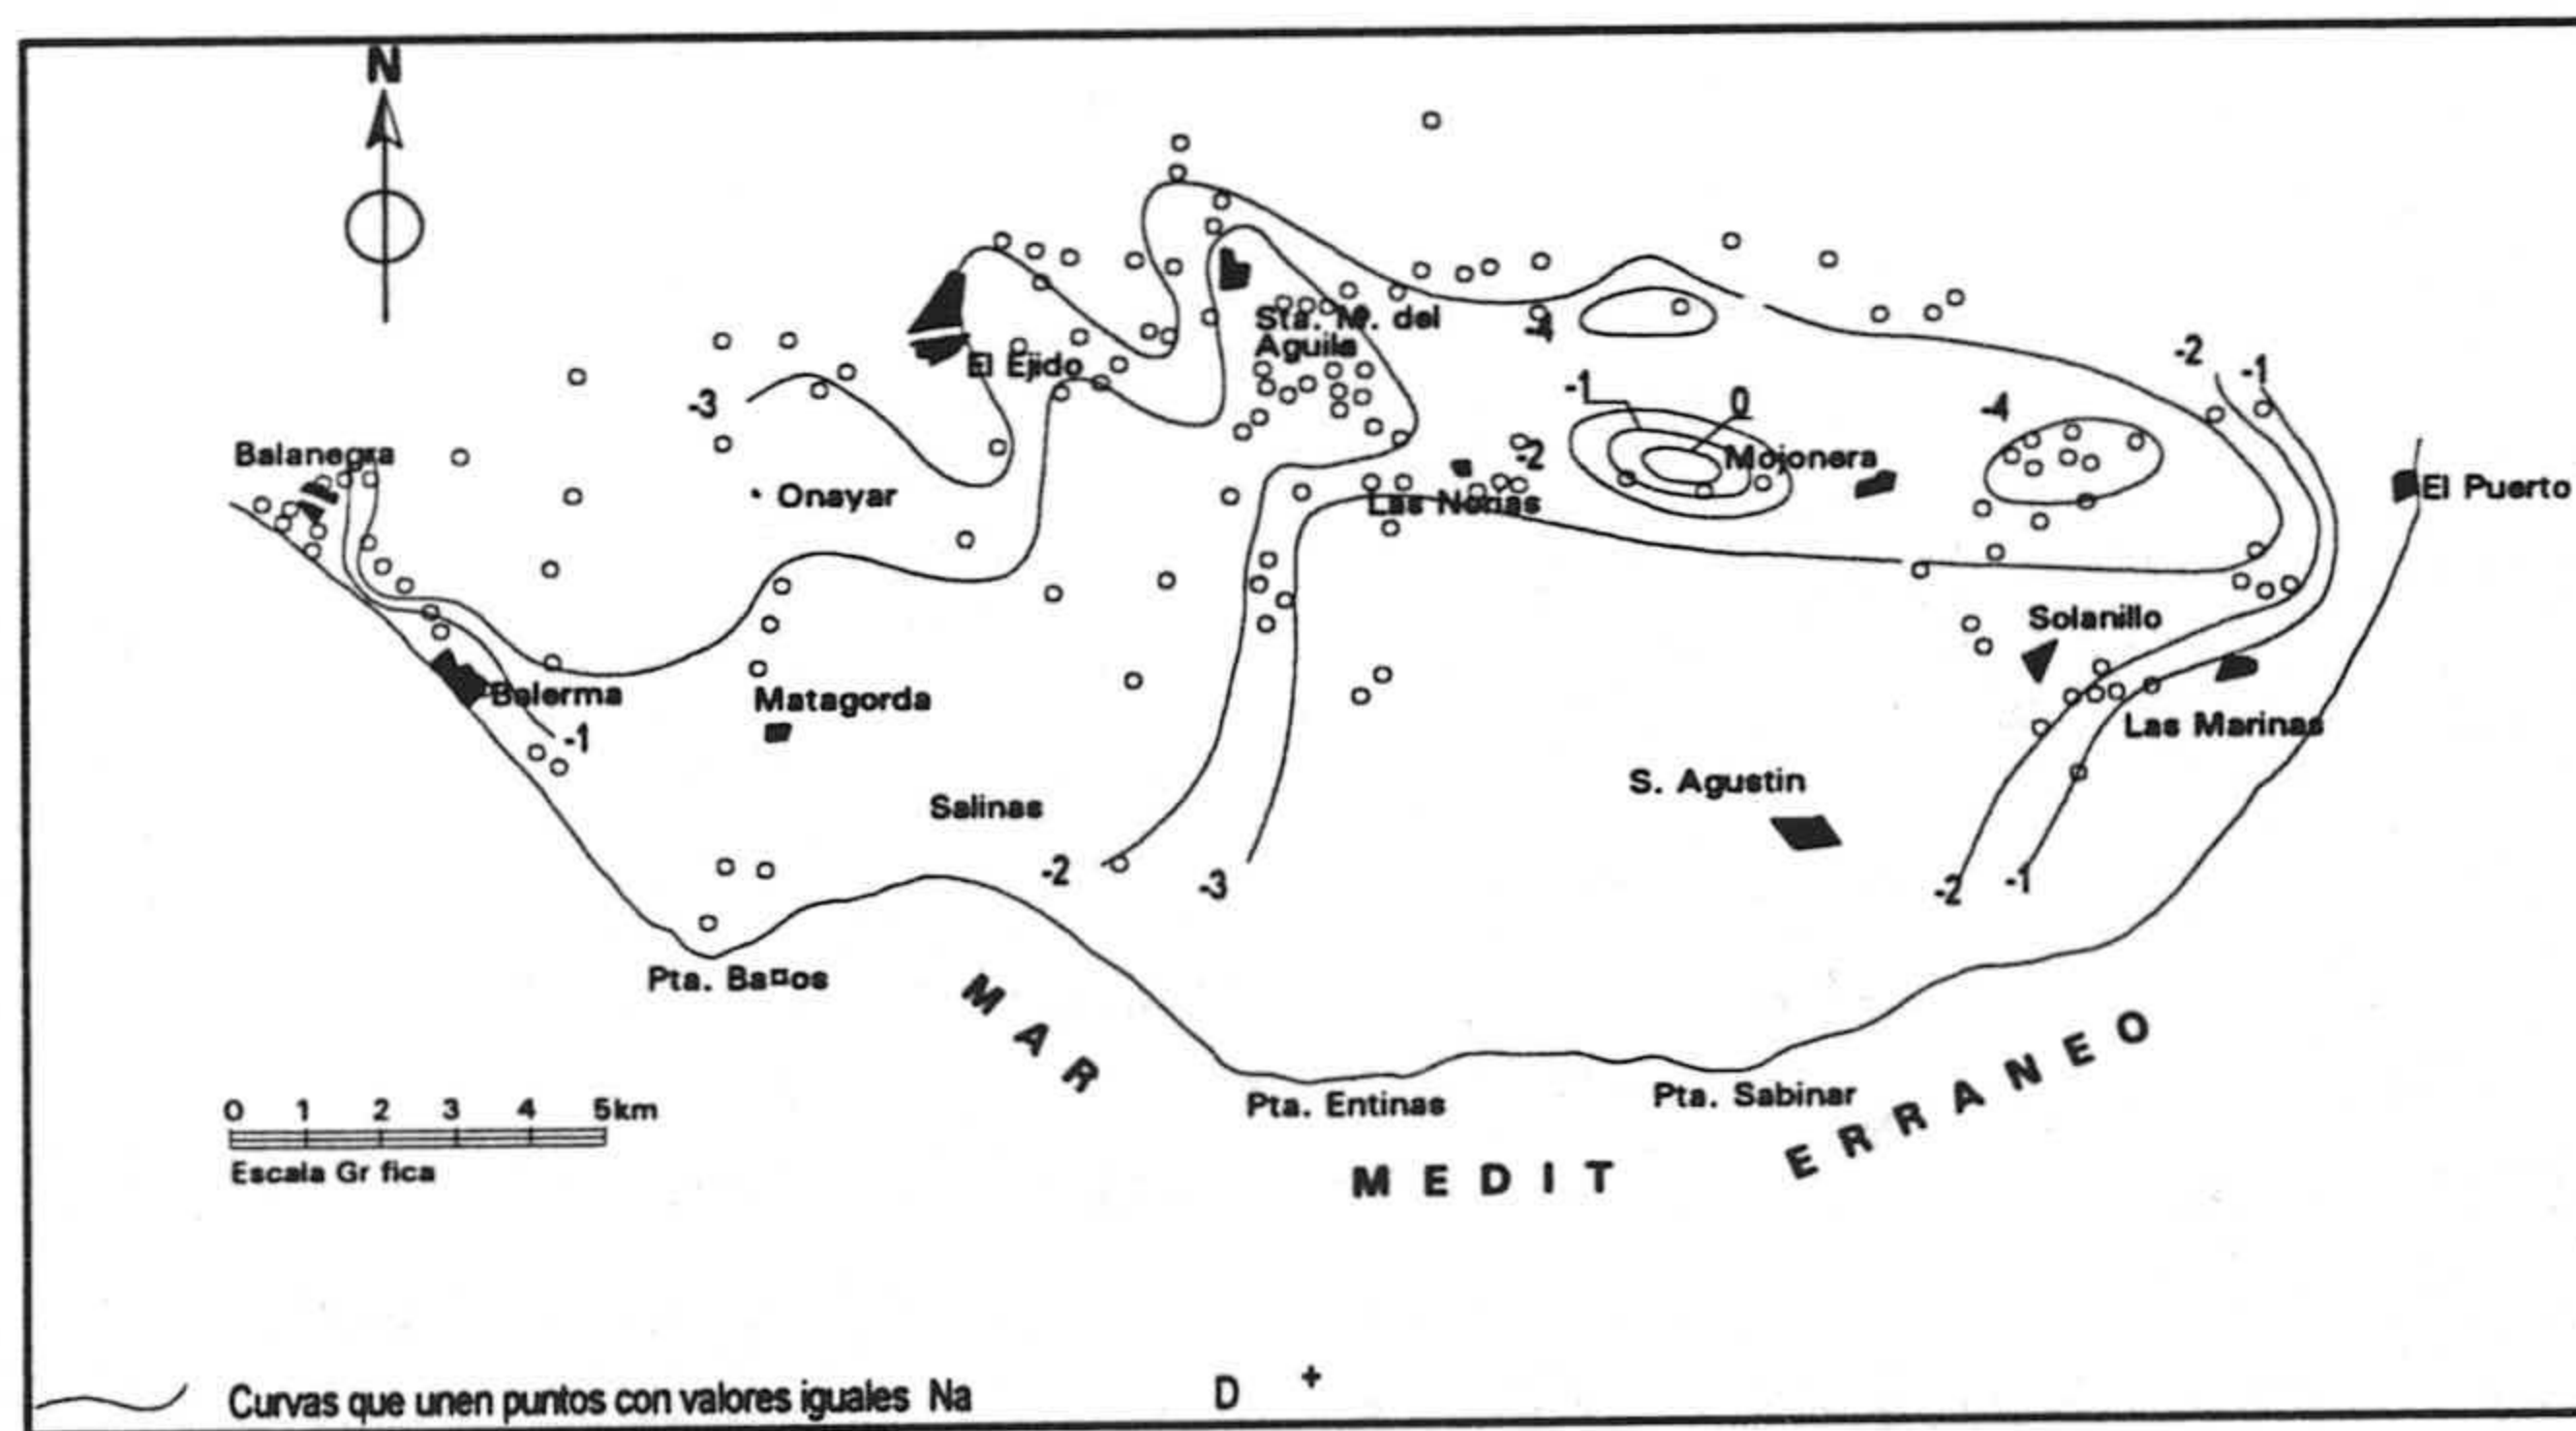 N
-4
Sta. M. del
Aguila
-2
-1
El Ejido
-3
-1
0
-4
Balanegra
-2
Mojonera
Onayar
Las Norias
El Puerto
Solanillo
Balerma
Matagorda
-1
Las Marinas
S. Agustin
Salinas
-2
-3
-2
-1
Pta. Ba¤os
MAR
Pta. Entinas
Pta. Sabinar
MEDIT ERRANEO
0 1 2 3 4 5km
Escala Gr fica
Curvas que unen puntos con valores iguales Na D +